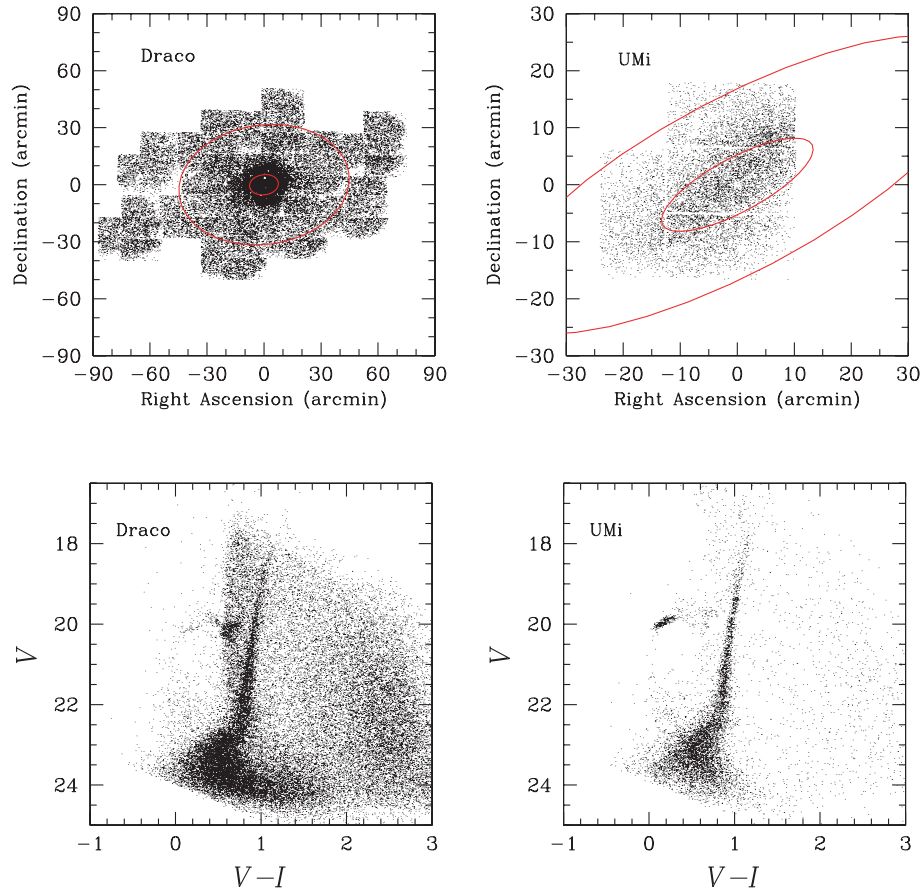 90
60
30
0
−30
−60
−90
Declination (arcmin)
Draco
−90 −60 −30 0 30 60 90
Right Ascension (arcmin)
30
20
10
0
−10
−20
−30
Declination (arcmin)
UMi
−30 −20 −10 0 10 20 30
Right Ascension (arcmin)
18
20
22
24
V
Draco
−1 0 1 2 3
V−I
18
20
22
24
V
UMi
−1 0 1 2 3
V−I